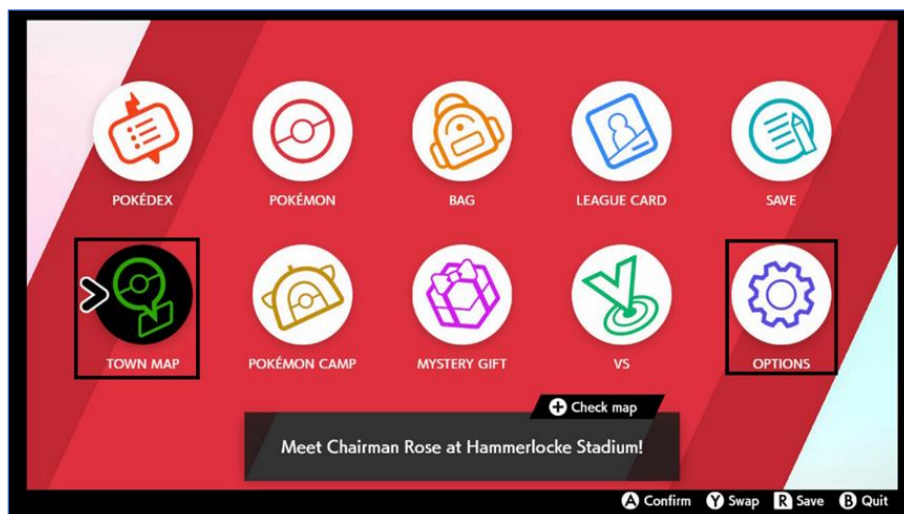 POKÉDEX
POKÉMON
BAG
LEAGUE CARD
SAVE
TOWN MAP
POKÉMON CAMP
MYSTERY GIFT
VS
OPTIONS
+ Check map
Meet Chairman Rose at Hammerlocke Stadium!
A Confirm Y Swap R Save B Quit